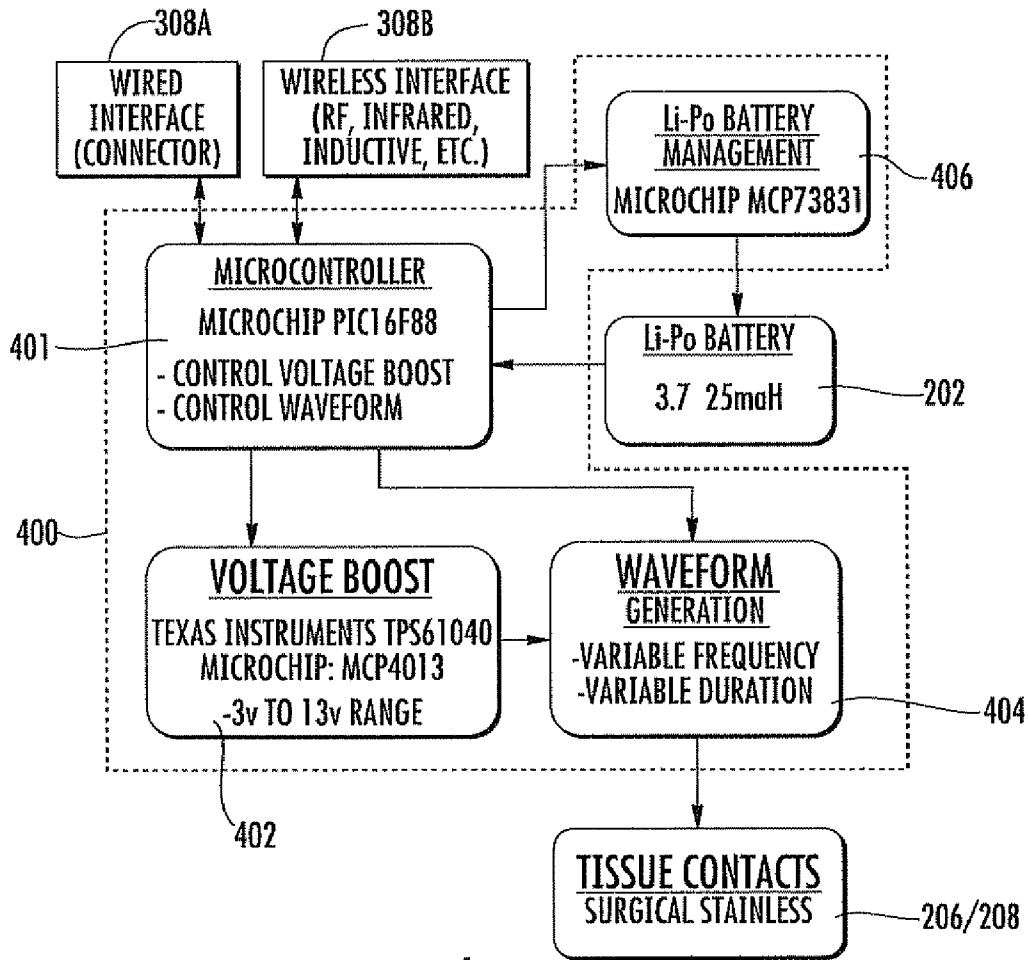 308A
308B
WIRED
INTERFACE
(CONNECTOR)
WIRELESS INTERFACE
(RF, INFRARED,
INDUCTIVE, ETC.)
Li-Po BATTERY
MANAGEMENT
MICROCHIP MCP73831
406
MICROCONTROLLER
MICROCHIP PIC16F88
- CONTROL VOLTAGE BOOST
- CONTROL WAVEFORM
401
Li-Po BATTERY
3.7 25maH
202
400
VOLTAGE BOOST
TEXAS INSTRUMENTS TPS61040
MICROCHIP: MCP4013
-3v TO 13v RANGE
402
WAVEFORM
GENERATION
-VARIABLE FREQUENCY
-VARIABLE DURATION
404
TISSUE CONTACTS
SURGICAL STAINLESS
206/208